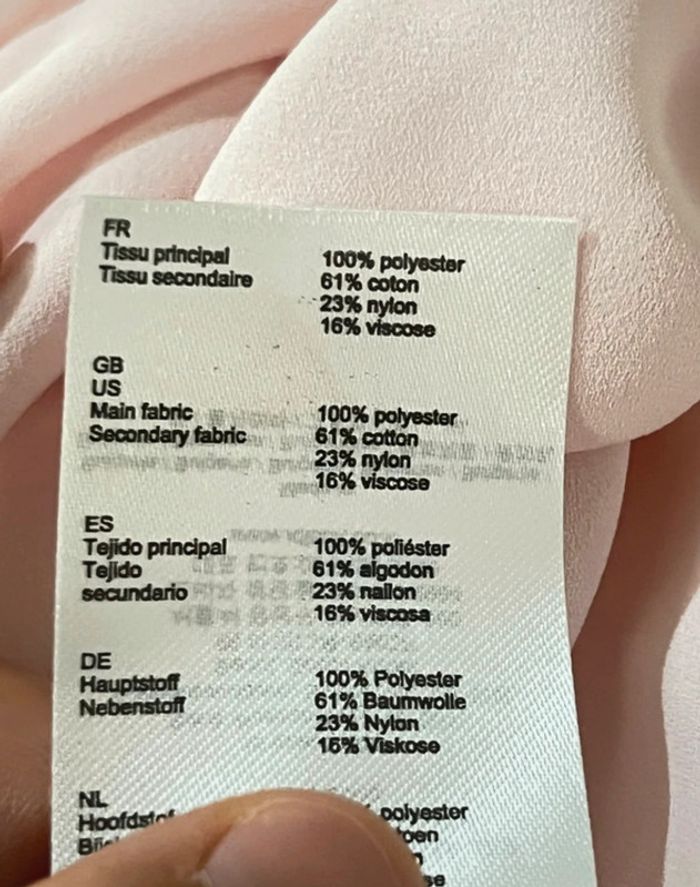 FR
Tissu principal 100% polyester
Tissu secondaire 61% coton
23% nylon
16% viscose
GB
US
Main fabric 100% polyester
Secondary fabric 61% cotton
23% nylon
16% viscose
ES
Tejido principal 100% poliéster
Tejido 61% algodon
secundario 23% nailon
16% viscosa
DE
Hauptstoff 100% Polyester
Nebenstoff 61% Baumwolle
23% Nylon
16% Viskose
NL
polyester